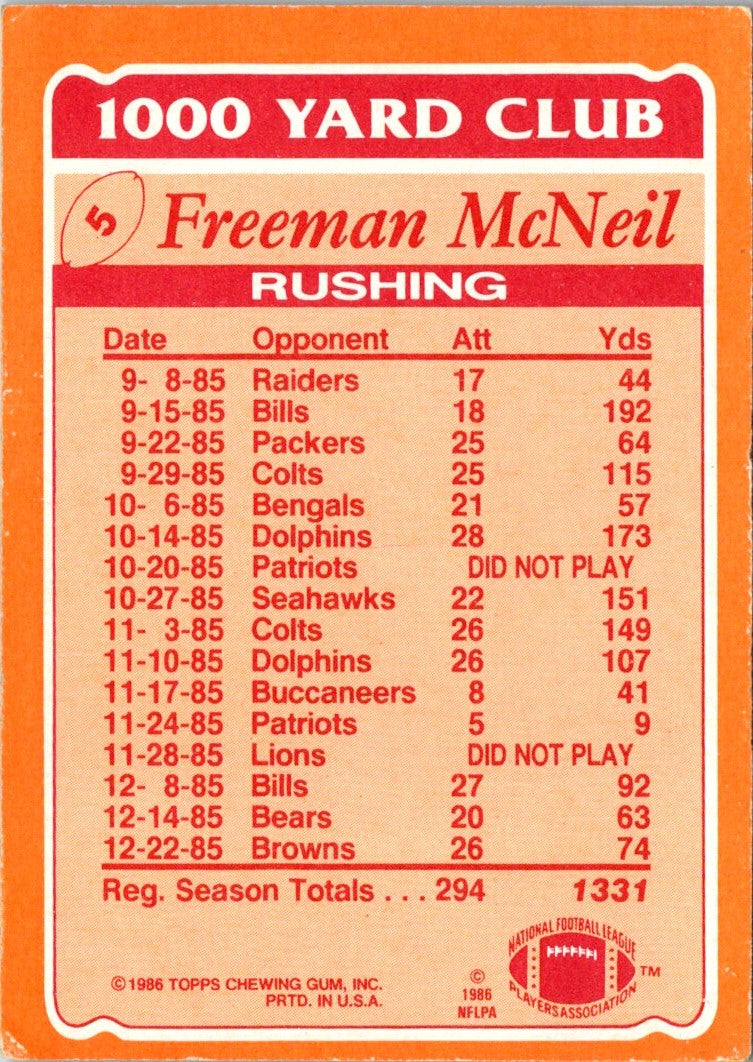 1000 YARD CLUB
5 Freeman McNeil
RUSHING
Date Opponent Att Yds
9- 8-85 Raiders 17 44
9-15-85 Bills 18 192
9-22-85 Packers 25 64
9-29-85 Colts 25 115
10- 6-85 Bengals 21 57
10-14-85 Dolphins 28 173
10-20-85 Patriots DID NOT PLAY
10-27-85 Seahawks 22 151
11- 3-85 Colts 26 149
11-10-85 Dolphins 26 107
11-17-85 Buccaneers 8 41
11-24-85 Patriots 5 9
11-28-85 Lions DID NOT PLAY
12- 8-85 Bills 27 92
12-14-85 Bears 20 63
12-22-85 Browns 26 74
Reg. Season Totals . . . 294 1331
©1986 TOPPS CHEWING GUM, INC.
PRTD. IN U.S.A.
©
1986
NFLPA
NATIONAL FOOTBALL LEAGUE
PLAYERS ASSOCIATION
TM